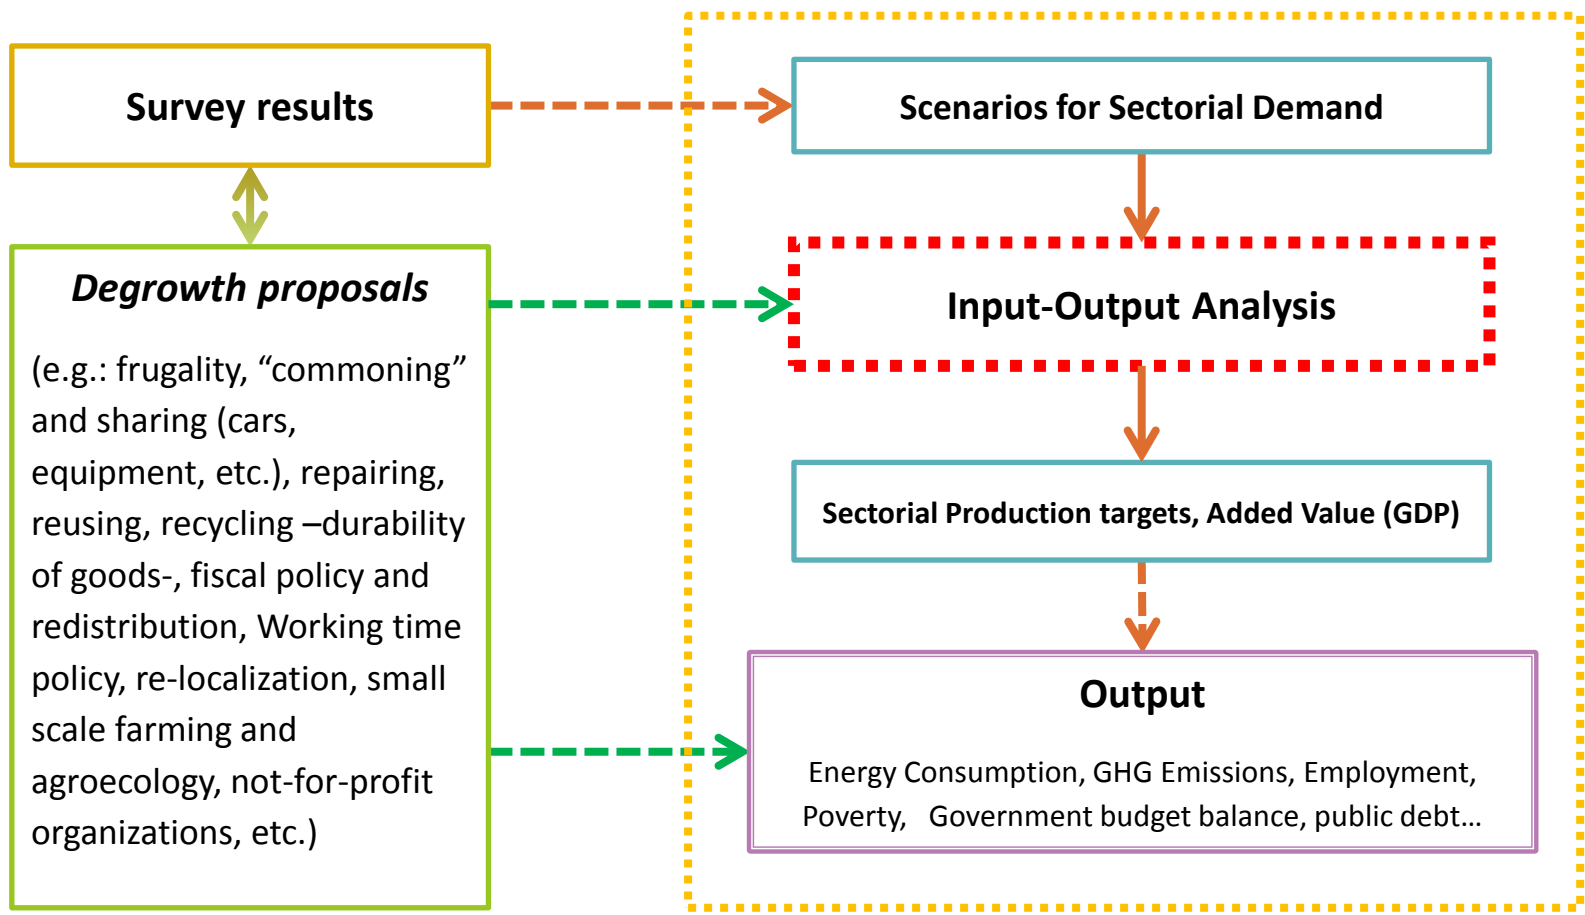 Survey results
Degrowth proposals
(e.g.: frugality, “commoning”
and sharing (cars,
equipment, etc.), repairing,
reusing, recycling –durability
of goods-, fiscal policy and
redistribution, Working time
policy, re-localization, small
scale farming and
agroecology, not-for-profit
organizations, etc.)
Scenarios for Sectorial Demand
Input-Output Analysis
Sectorial Production targets, Added Value (GDP)
Output
Energy Consumption, GHG Emissions, Employment,
Poverty, Government budget balance, public debt…